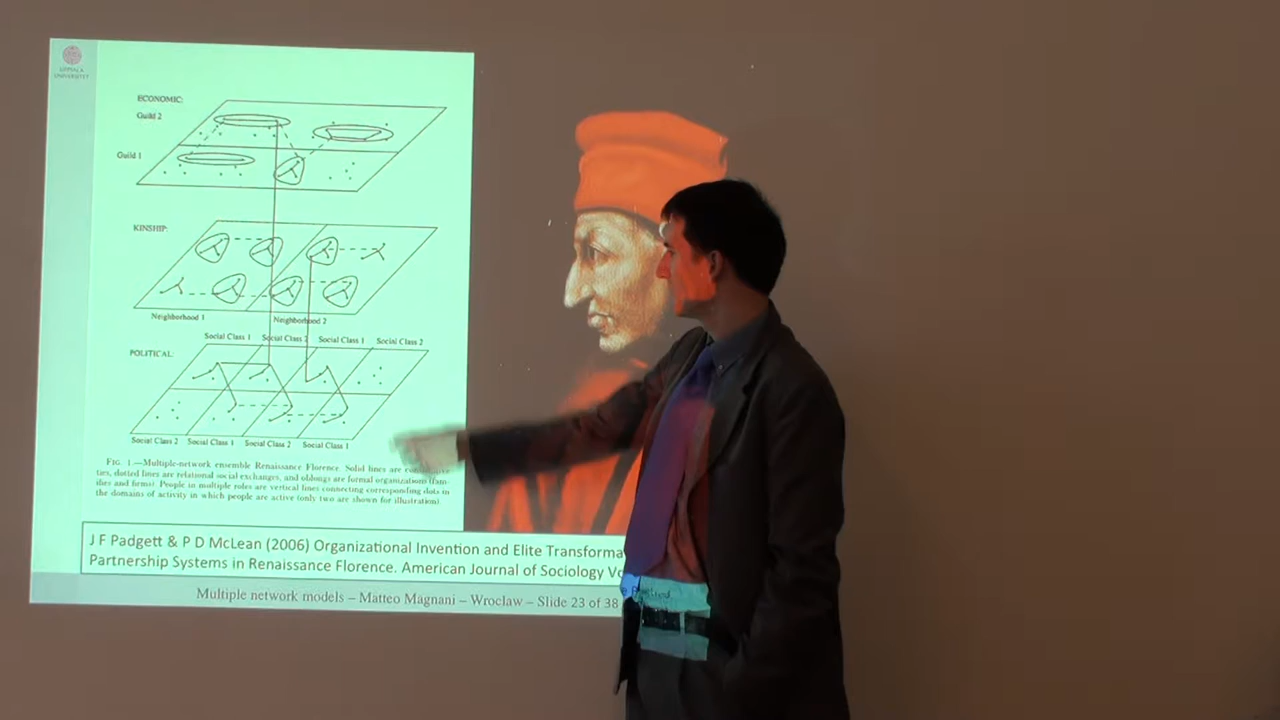 UPPSALA
UNIVERSITET
ECONOMIC:
Guild 2
Guild 1
KINSHIP:
Neighborhood 1 Neighborhood 2
Social Class 1 Social Class 2 Social Class 1 Social Class 2
POLITICAL:
Social Class 2 Social Class 1 Social Class 2 Social Class 1
FIG. 1.—Multiple-network ensemble Renaissance Florence. Solid lines are
ties, dotted lines are relational social exchanges, and oblongs are formal organizations (fam-
ilies and firms). People in multiple roles are vertical lines connecting corresponding dots in
the domains of activity in which people are active (only two are shown for illustration).
J F Padgett & P D McLean (2006) Organizational Invention and Elite Transforma
Partnership Systems in Renaissance Florence. American Journal of Sociology Vo
Multiple network models – Matteo Magnani – Wroclaw – Slide 23 of 38